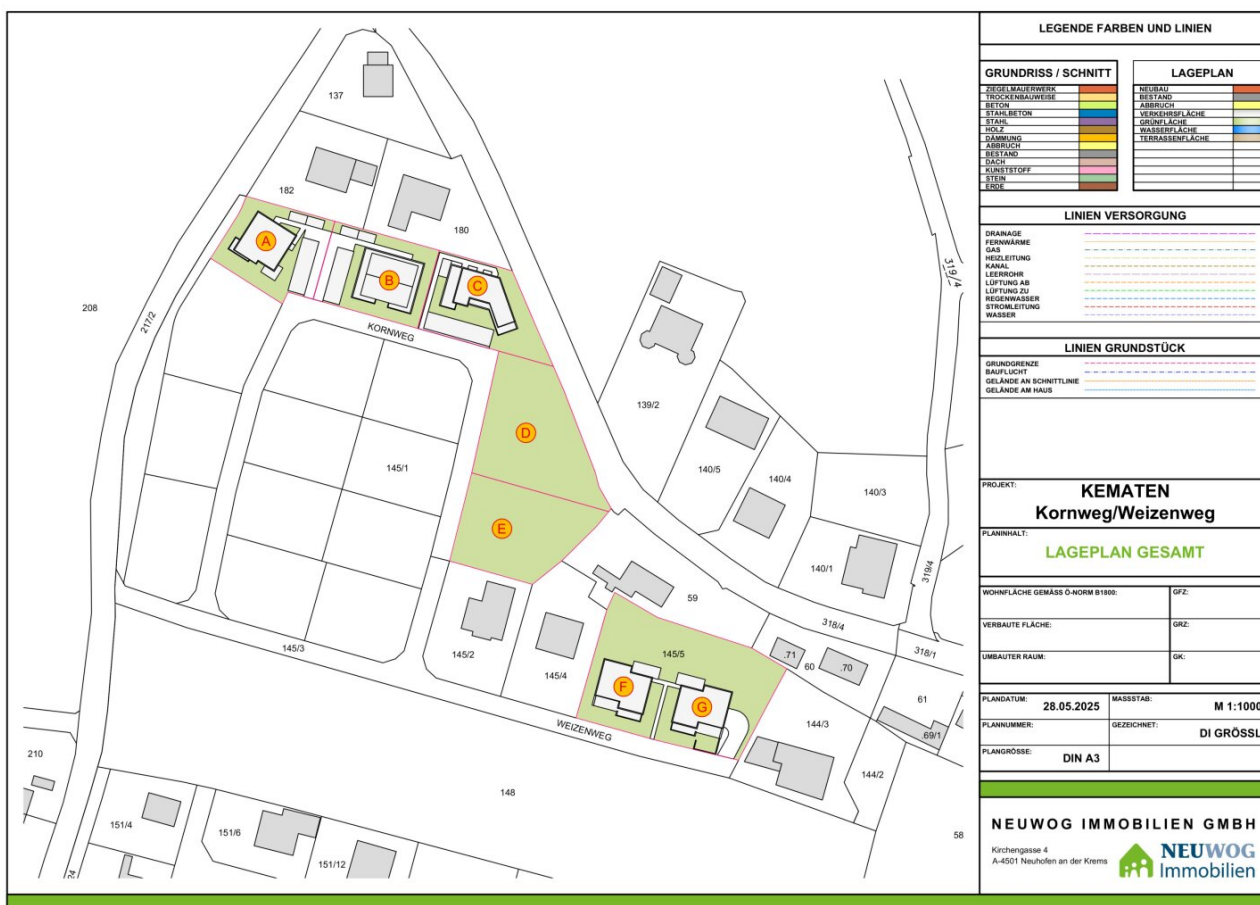 137
182
180
A
B
C
208
217/2
KORNWEG
319/4
139/2
D
145/1
140/5
140/4
140/3
E
140/1
319/4
59
318/4
318/1
145/3
145/2
145/4
145/5
.71
60
.70
61
F
G
WEIZENWEG
144/3
.69/1
144/2
210
148
151/4
151/6
151/12
58
24
LEGENDE FARBEN UND LINIEN
GRUNDRISS / SCHNITT
ZIEGELMAUERWERK
TROCKENBAUWEISE
BETON
STAHLBETON
STAHL
HOLZ
DÄMMUNG
ABBRUCH
BESTAND
DACH
KUNSTSTOFF
STEIN
ERDE
LAGEPLAN
NEUBAU
BESTAND
ABBRUCH
VERKEHRSFLÄCHE
GRÜNFLÄCHE
WASSERFLÄCHE
TERRASSENFLÄCHE
LINIEN VERSORGUNG
DRAINAGE
FERNWÄRME
GAS
HEIZLEITUNG
KANAL
LEERROHR
LÜFTUNG AB
LÜFTUNG ZU
REGENWASSER
STROMLEITUNG
WASSER
LINIEN GRUNDSTÜCK
GRUNDGRENZE
BAUFLUCHT
GELÄNDE AN SCHNITTLINIE
GELÄNDE AM HAUS
PROJEKT:
KEMATEN
Kornweg/Weizenweg
PLANINHALT:
LAGEPLAN GESAMT
WOHNFLÄCHE GEMÄSS Ö-NORM B1800:
GFZ:
VERBAUTE FLÄCHE:
GRZ:
UMBAUTER RAUM:
GK:
PLANDATUM:
28.05.2025
MASSSTAB:
M 1:1000
PLANNUMMER:
GEZEICHNET:
DI GRÖSSL
PLANGRÖSSE:
DIN A3
NEUWOG IMMOBILIEN GMBH
Kirchengasse 4
A-4501 Neuhofen an der Krems
NEUWOG
Immobilien